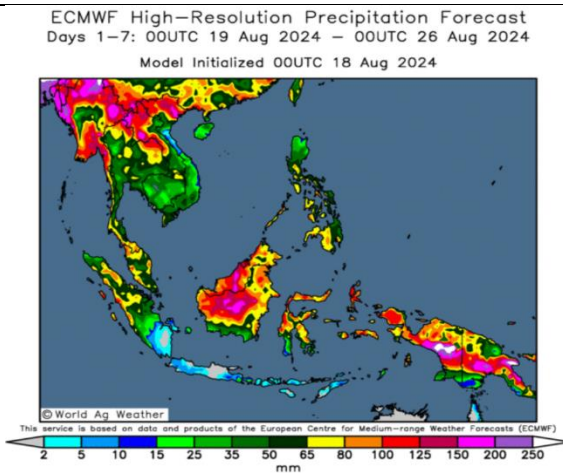 ECMWF High-Resolution Precipitation Forecast
Days 1-7: 00UTC 19 Aug 2024 - 00UTC 26 Aug 2024
Model Initialized 00UTC 18 Aug 2024
© World Ag Weather
This service is based on data and products of the European Centre for Medium-range Weather Forecasts (ECMWF)
2 5 10 15 25 35 50 65 80 100 125 150 200 250
mm